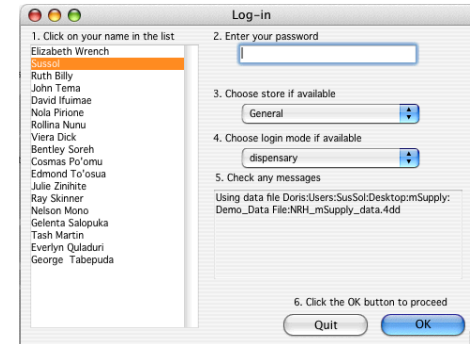 Log-in
1. Click on your name in the list
Elizabeth Wrench
Sussol
Ruth Billy
John Tema
David Ifuimae
Nola Pirione
Rollina Nunu
Viera Dick
Bentley Soreh
Cosmas Po'omu
Edmond To'osua
Julie Zinihite
Ray Skinner
Nelson Mono
Gelenta Salopuka
Tash Martin
Everlyn Quladuri
George Tabepuda
2. Enter your password
3. Choose store if available
General
4. Choose login mode if available
dispensary
5. Check any messages
Using data file Doris:Users:SusSol:Desktop:mSupply:
Demo_Data File:NRH_mSupply_data.4dd
6. Click the OK button to proceed
Quit
OK